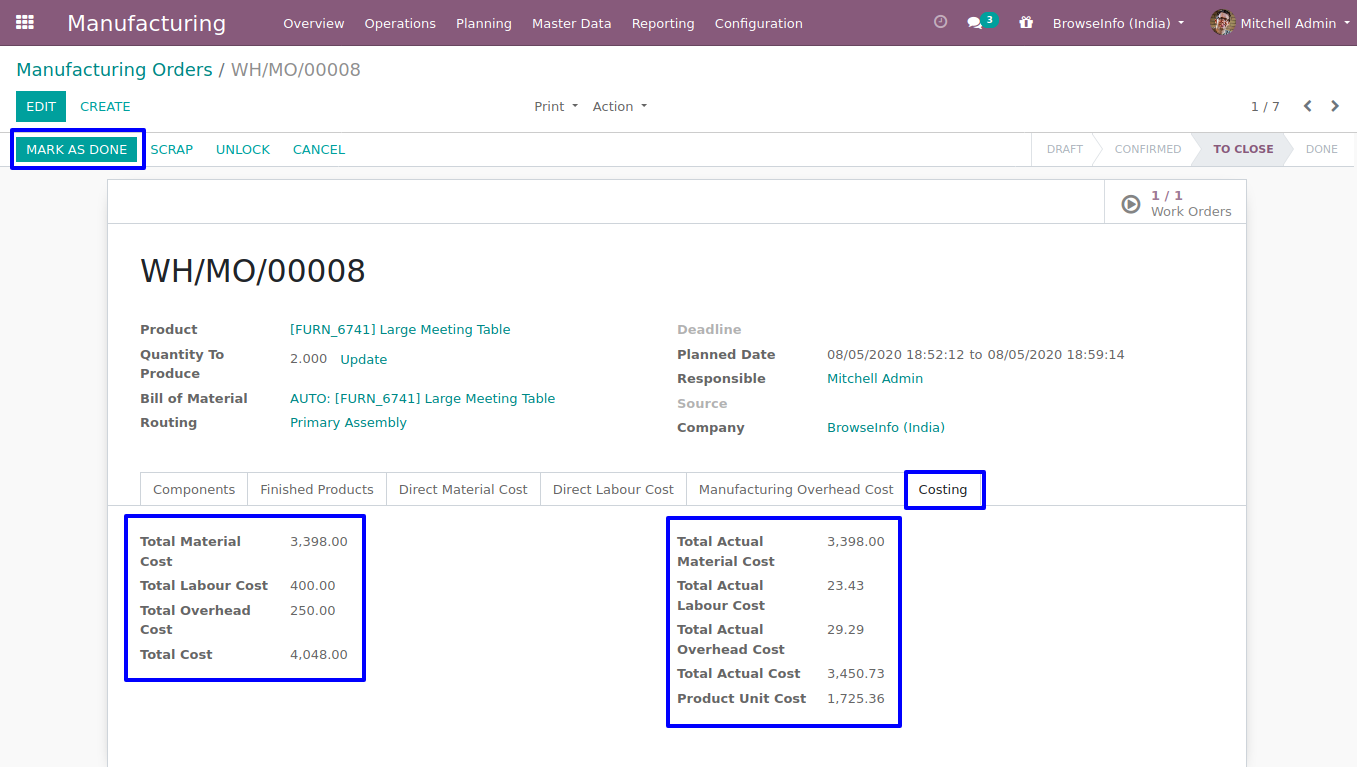 Manufacturing Overview Operations Planning Master Data Reporting Configuration 3 BrowseInfo (India) Mitchell Admin
Manufacturing Orders / WH/MO/00008
EDIT CREATE Print Action 1 / 7
MARK AS DONE SCRAP UNLOCK CANCEL DRAFT CONFIRMED TO CLOSE DONE
1 / 1
Work Orders
WH/MO/00008
Product [FURN_6741] Large Meeting Table
Quantity To
Produce
2.000 Update
Bill of Material AUTO: [FURN_6741] Large Meeting Table
Routing Primary Assembly
Deadline
Planned Date 08/05/2020 18:52:12 to 08/05/2020 18:59:14
Responsible Mitchell Admin
Source
Company BrowseInfo (India)
Components Finished Products Direct Material Cost Direct Labour Cost Manufacturing Overhead Cost Costing
Total Material 3,398.00
Cost
Total Labour Cost 400.00
Total Overhead 250.00
Cost
Total Cost 4,048.00
Total Actual 3,398.00
Material Cost
Total Actual 23.43
Labour Cost
Total Actual 29.29
Overhead Cost
Total Actual Cost 3,450.73
Product Unit Cost 1,725.36